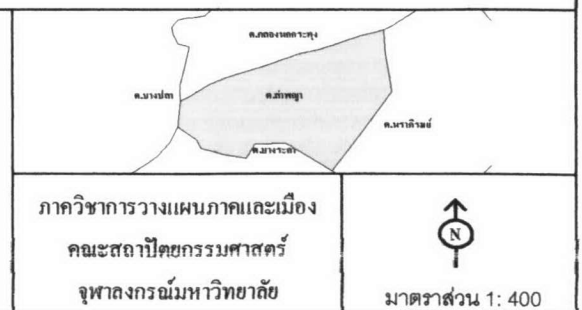 ต.คลองนกกระทุง
ต.บางปลา
ต.ลำพญา
ต.นราภิรมย์
ต.บางระกำ
ภาควิชาการวางแผนภาคและเมือง
คณะสถาปัตยกรรมศาสตร์
จุฬาลงกรณ์มหาวิทยาลัย
N
มาตราส่วน 1: 400